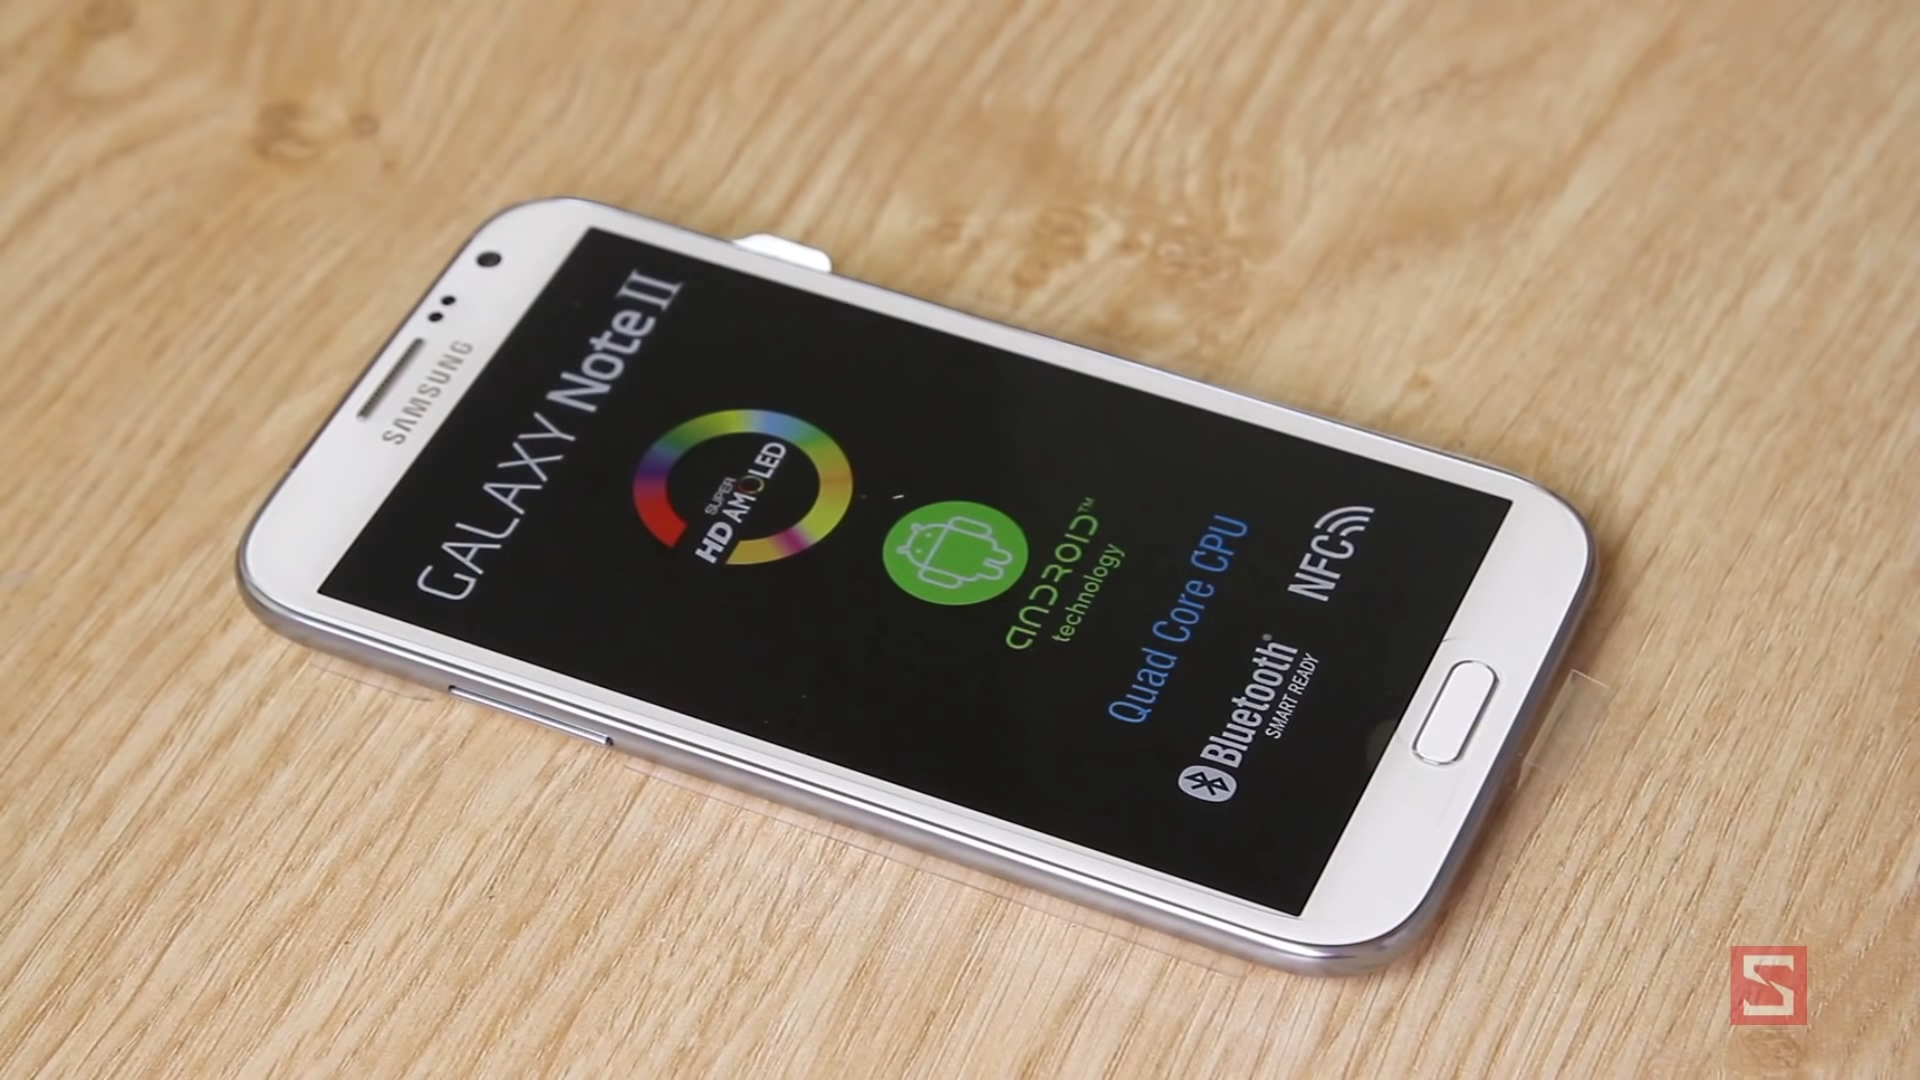 SAMSUNG
GALAXY Note II
SUPER
HD AMOLED
ANDROID™
technology
Quad Core CPU
Bluetooth®
SMART READY
NFC
S